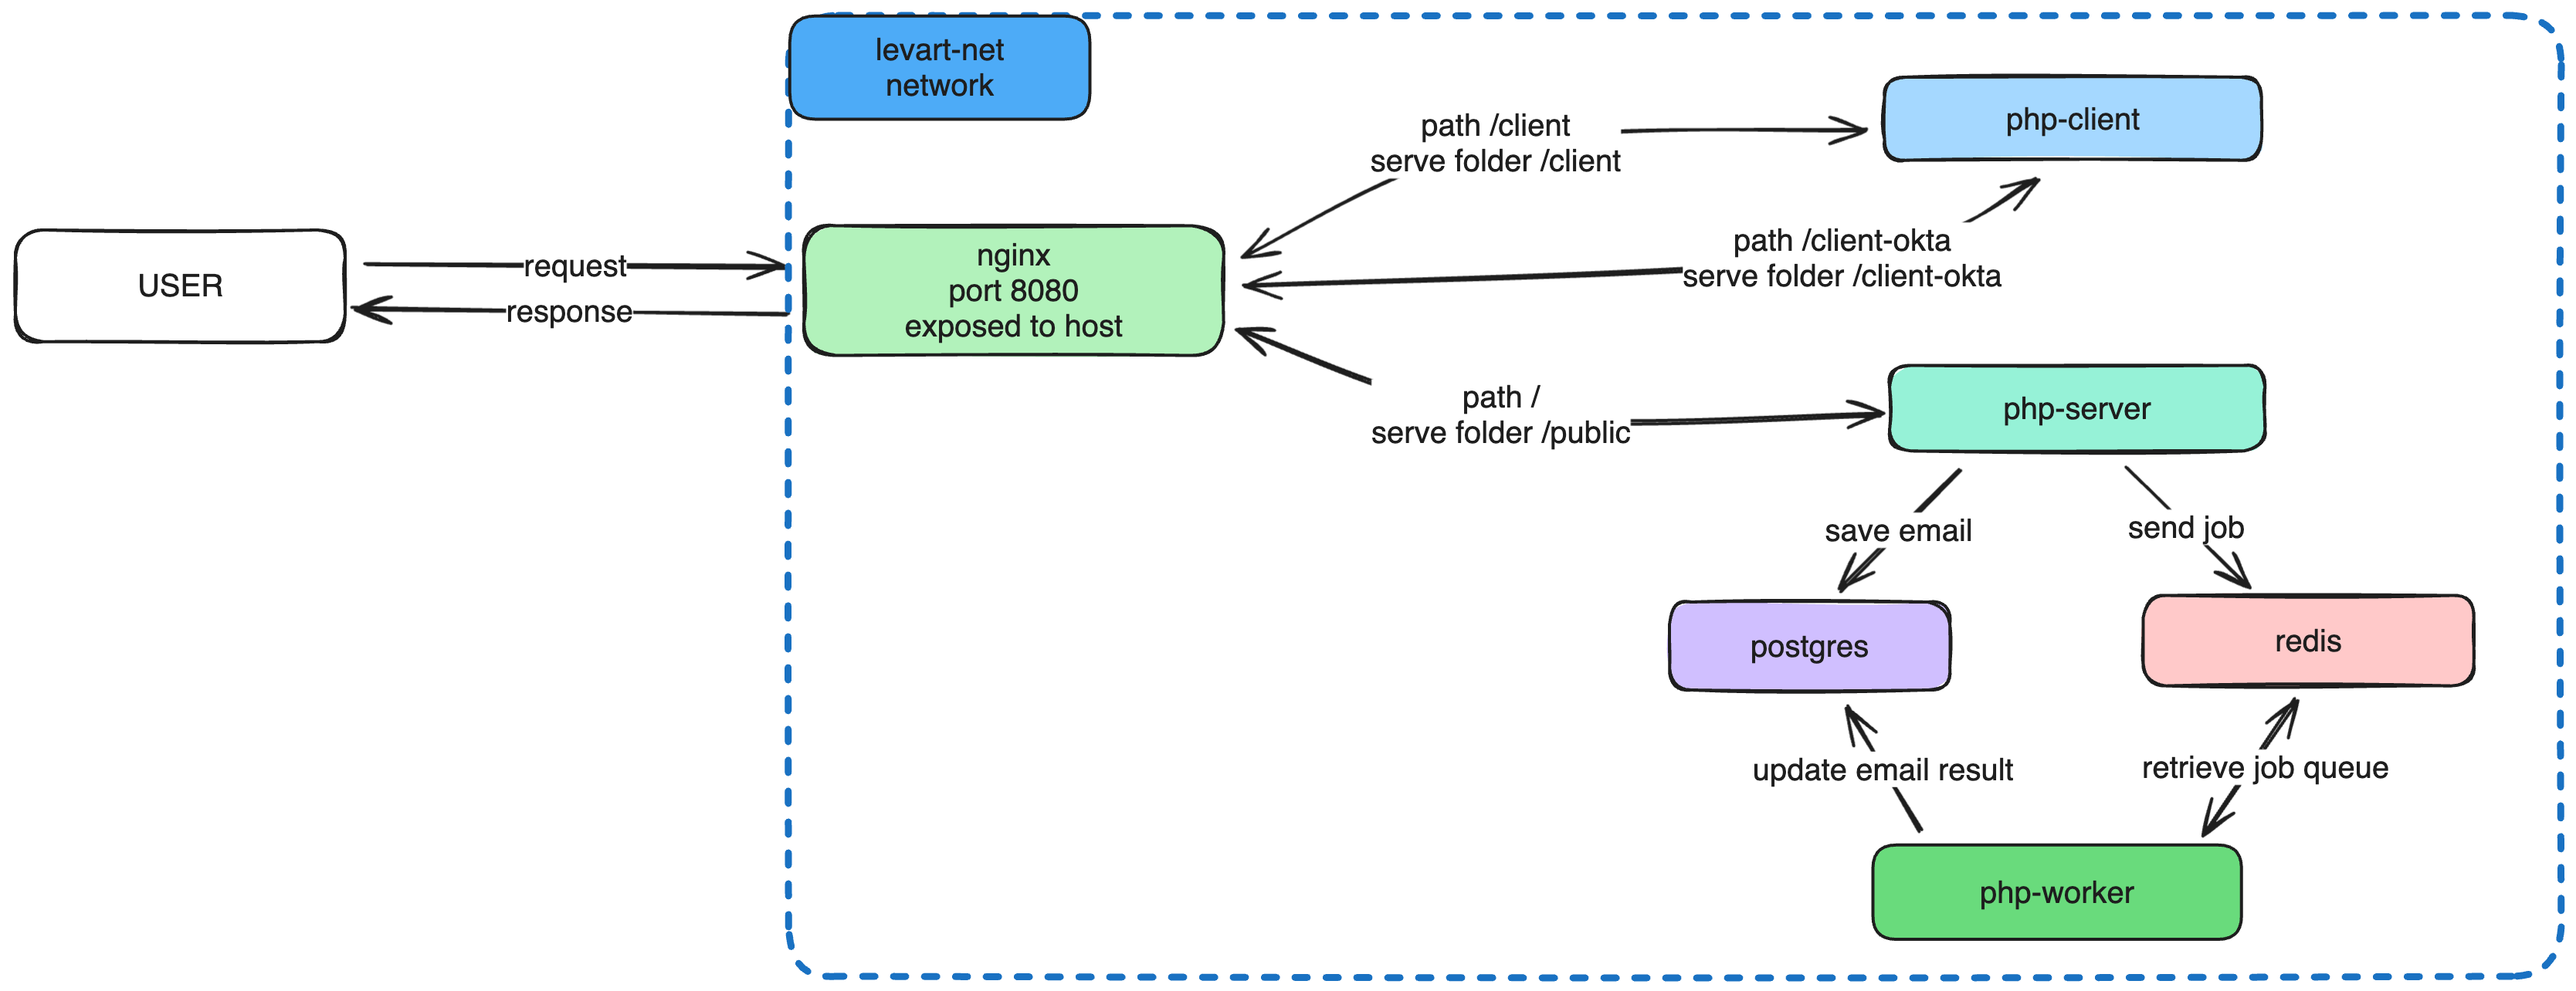 levart-net
network
php-client
path /client
serve folder /client
USER
request
response
nginx
port 8080
exposed to host
path /client-okta
serve folder /client-okta
path /
serve folder /public
php-server
save email
send job
postgres
redis
update email result
retrieve job queue
php-worker